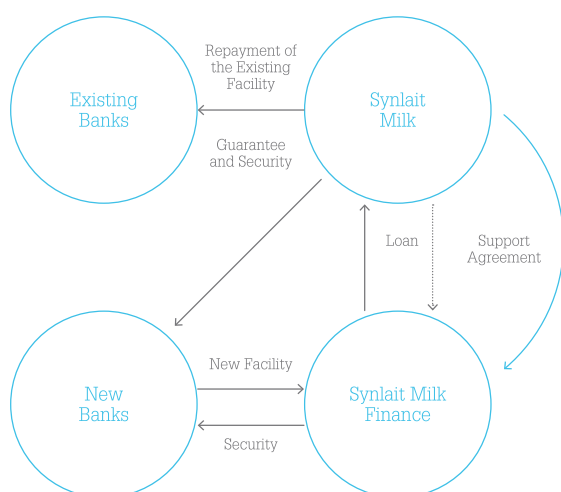 Repayment of
the Existing
Facility
Existing
Banks
Synlait
Milk
Guarantee
and Security
Loan
Support
Agreement
New Facility
New
Banks
Synlait Milk
Finance
Security